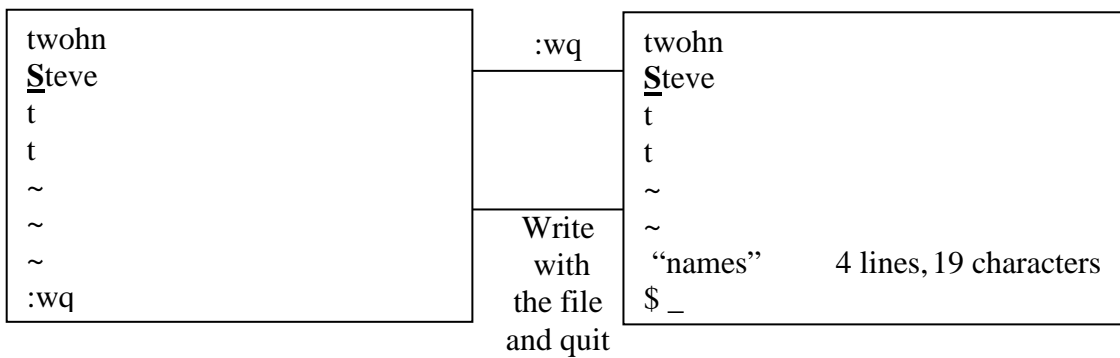 twohn
Steve
t
t
~
~
~
:wq
:wq
Write
with
the file
and quit
twohn
Steve
t
t
~
~
“names” 4 lines, 19 characters
$ _